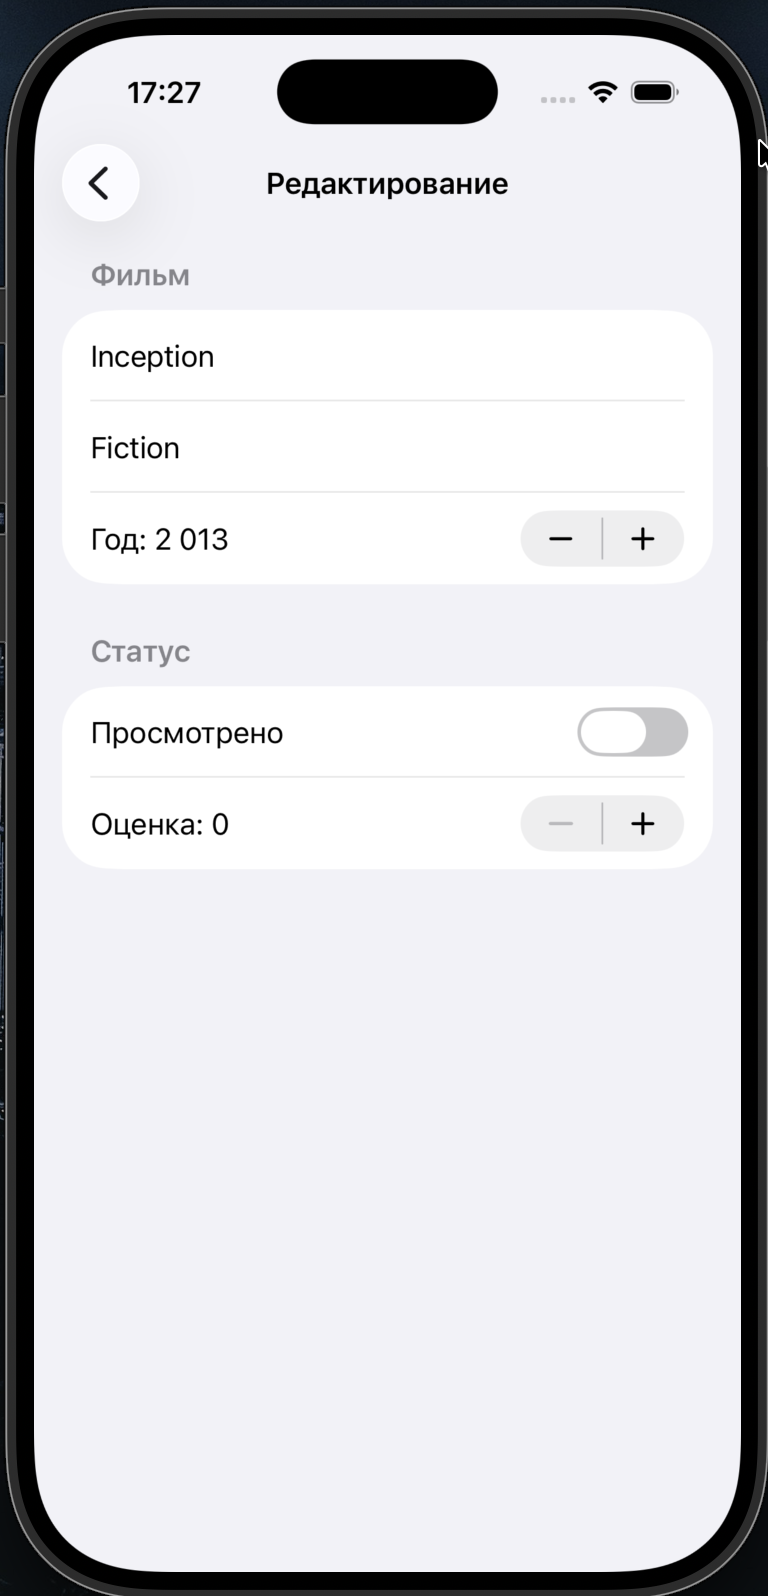 17:27
Редактирование
Фильм
Inception
Fiction
Год: 2 013
Статус
Просмотрено
Оценка: 0